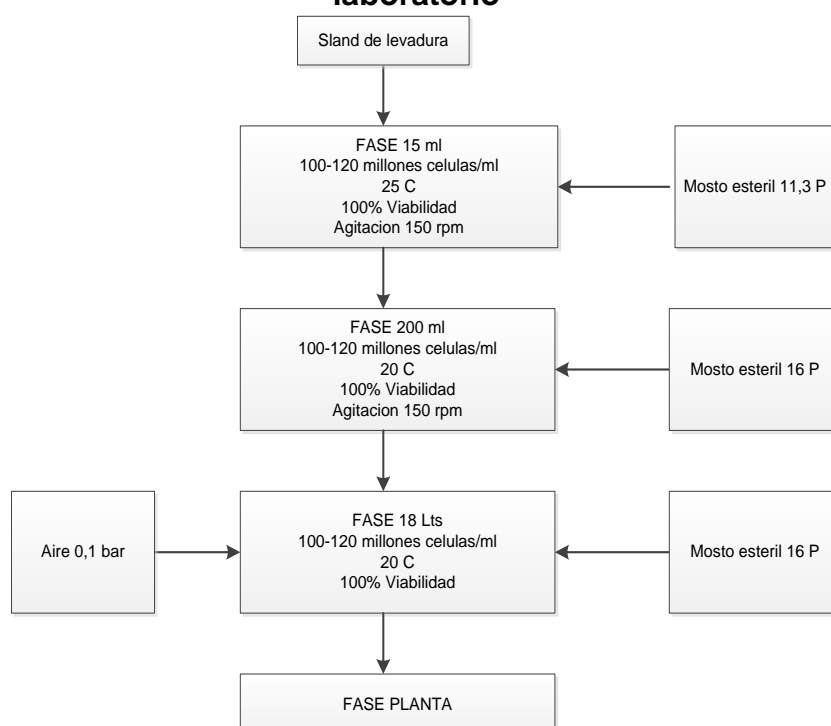 laboratorio
Sland de levadura
FASE 15 ml
100-120 millones celulas/ml
25 C
100% Viabilidad
Agitacion 150 rpm
Mosto esteril 11,3 P
FASE 200 ml
100-120 millones celulas/ml
20 C
100% Viabilidad
Agitacion 150 rpm
Mosto esteril 16 P
Aire 0,1 bar
FASE 18 Lts
100-120 millones celulas/ml
20 C
100% Viabilidad
Mosto esteril 16 P
FASE PLANTA